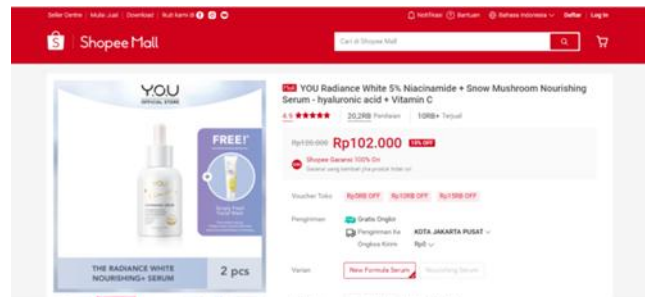 Seller Centre | Mulai Jual | Download | Ikuti kami di
Notifikasi Bantuan Bahasa Indonesia Daftar | Log In
Shopee Mall
Cari di Shopee Mall
Y.O.U
OFFICIAL STORE
FREE!*
THE RADIANCE WHITE
NOURISHING+ SERUM
2 pcs
Mall YOU Radiance White 5% Niacinamide + Snow Mushroom Nourishing
Serum - hyaluronic acid + Vitamin C
4.9 20,2RB Penilaian 10RB+ Terjual
Rp102.000
Shopee Garansi 100% Ori
Voucher Toko
Pengiriman Gratis Ongkir
Pengiriman Ke KOTA JAKARTA PUSAT
Ongkos Kirim Rp0
Varian New Formula Serum Nourishing Serum